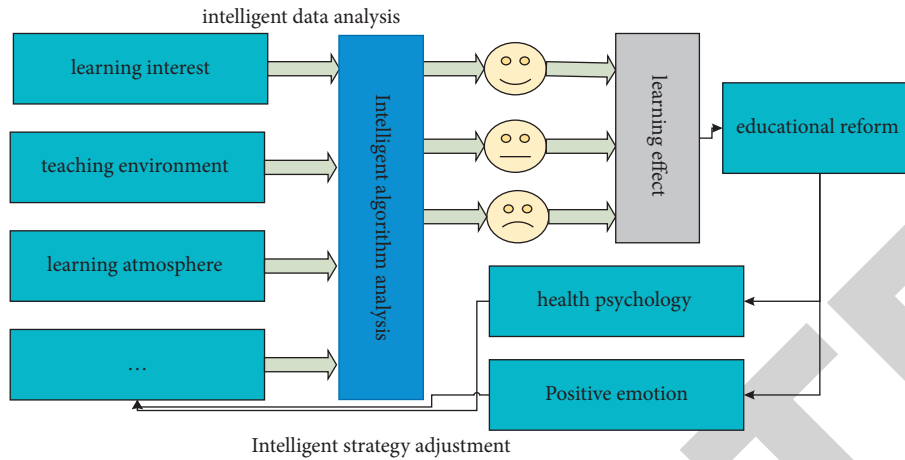 intelligent data analysis
learning interest
teaching environment
learning atmosphere
...
Intelligent algorithm analysis
learning effect
educational reform
health psychology
Positive emotion
Intelligent strategy adjustment